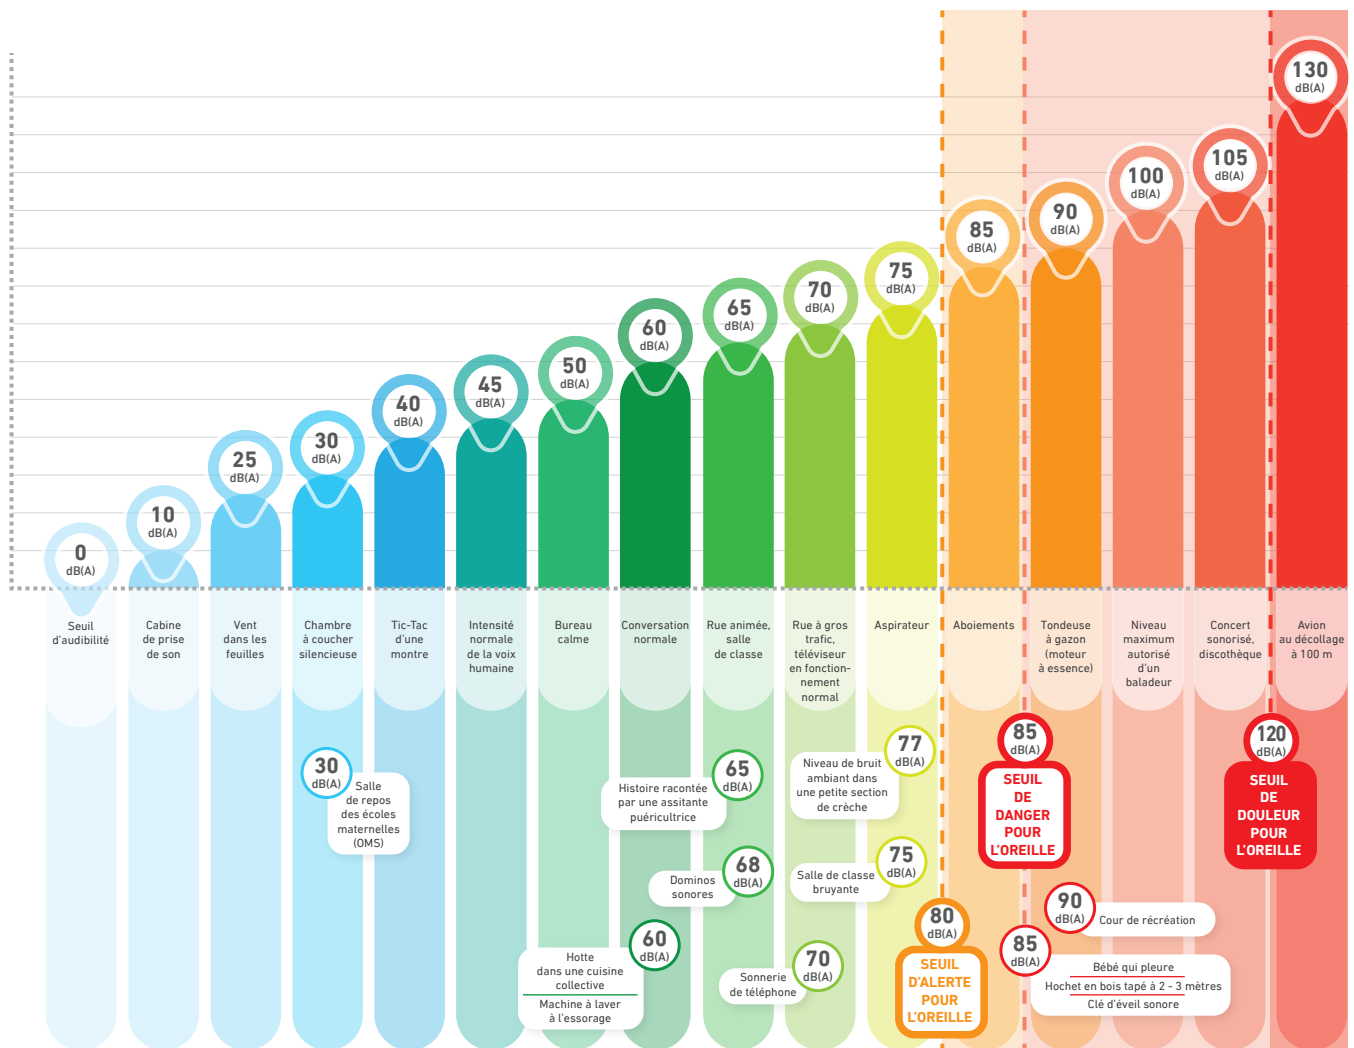 0
dB(A)
10
dB(A)
25
dB(A)
30
dB(A)
40
dB(A)
45
dB(A)
50
dB(A)
60
dB(A)
65
dB(A)
70
dB(A)
75
dB(A)
85
dB(A)
90
dB(A)
100
dB(A)
105
dB(A)
130
dB(A)
Seuil
d’audibilité
Cabine
de prise
de son
Vent
dans les
feuilles
Chambre
à coucher
silencieuse
Tic-Tac
d’une
montre
Intensité
normale
de la voix
humaine
Bureau
calme
Conversation
normale
Rue animée,
salle
de classe
Rue à gros
trafic,
téléviseur
en fonction-
nement
normal
Aspirateur
Aboiements
Tondeuse
à gazon
(moteur
à essence)
Niveau
maximum
autorisé
d’un
baladeur
Concert
sonorisé,
discothèque
Avion
au décollage
à 100 m
30
dB(A)
Salle
de repos
des écoles
maternelles
(OMS)
65
dB(A)
Histoire racontée
par une assitante
puéricultrice
68
dB(A)
Dominos
sonores
60
dB(A)
Hotte
dans une cuisine
collective
Machine à laver
à l’essorage
77
dB(A)
Niveau de bruit
ambiant dans
une petite section
de crèche
75
dB(A)
Salle de classe
bruyante
70
dB(A)
Sonnerie
de téléphone
80
dB(A)
SEUIL
D’ALERTE
POUR
L’OREILLE
85
dB(A)
SEUIL
DE
DANGER
POUR
L’OREILLE
90
dB(A)
Cour de récréation
85
dB(A)
Bébé qui pleure
Hochet en bois tapé à 2 - 3 mètres
Clé d’éveil sonore
120
dB(A)
SEUIL
DE
DOULEUR
POUR
L’OREILLE